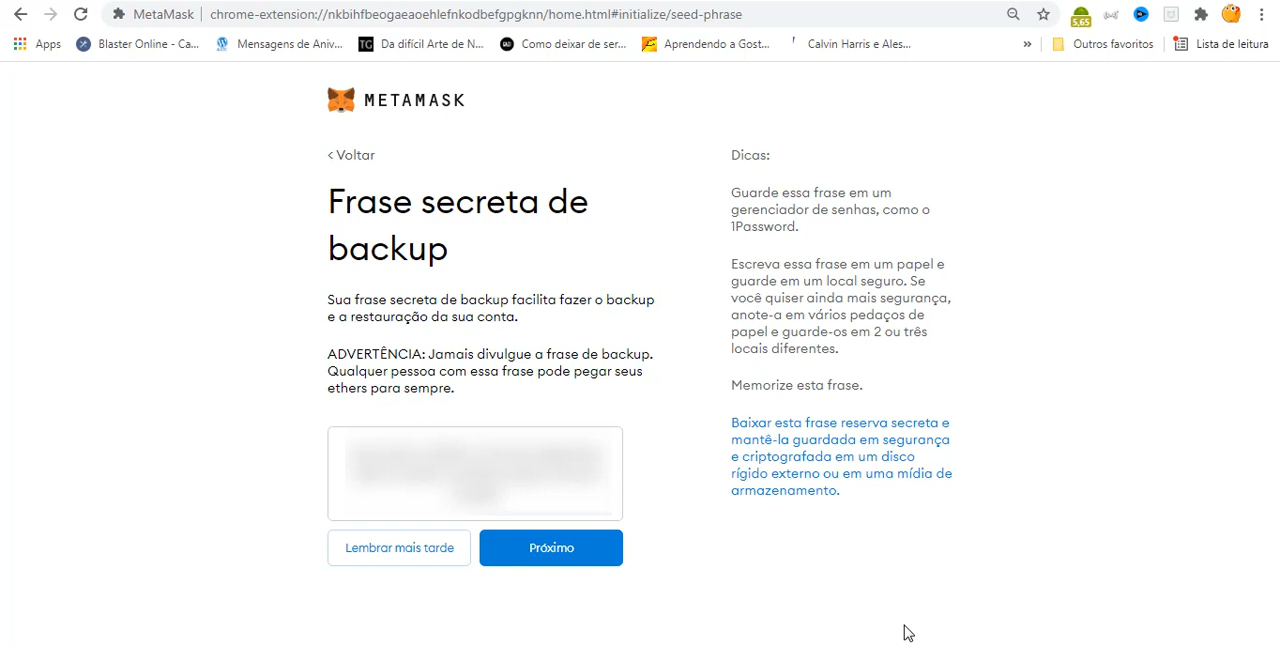 MetaMask
chrome-extension://nkbihfbeogaeaoehlefnkodbefgpgknn/home.html#initialize/seed-phrase
5,65
Apps
Blaster Online - Ca...
Mensagens de Aniv...
TG
Da difícil Arte de N...
Como deixar de ser...
Aprendendo a Gost...
Calvin Harris e Ales...
»
Outros favoritos
Lista de leitura
METAMASK
< Voltar
Frase secreta de
backup
Sua frase secreta de backup facilita fazer o backup
e a restauração da sua conta.
ADVERTÊNCIA: Jamais divulgue a frase de backup.
Qualquer pessoa com essa frase pode pegar seus
ethers para sempre.
Lembrar mais tarde
Próximo
Dicas:
Guarde essa frase em um
gerenciador de senhas, como o
1Password.
Escreva essa frase em um papel e
guarde em um local seguro. Se
você quiser ainda mais segurança,
anote-a em vários pedaços de
papel e guarde-os em 2 ou três
locais diferentes.
Memorize esta frase.
Baixar esta frase reserva secreta e
mantê-la guardada em segurança
e criptografada em um disco
rígido externo ou em uma mídia de
armazenamento.